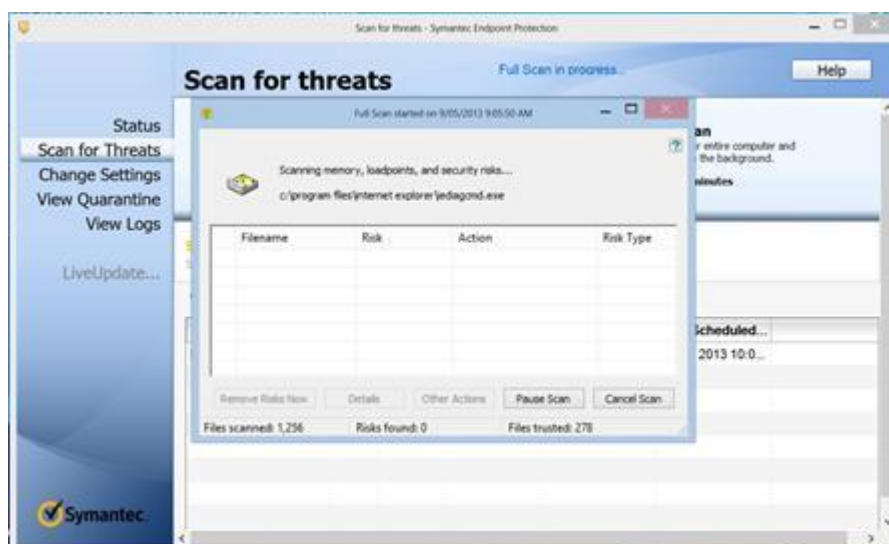 Scan for threats - Symantec Endpoint Protection
Scan for threats
Full Scan in progress...
Help
Status
Scan for Threats
Change Settings
View Quarantine
View Logs
LiveUpdate...
Full Scan started on 9/05/2013 9:05:50 AM
Scanning memory, loadpoints, and security risks...
c:\program files\internet explorer\iediagcmd.exe
an
r entire computer and
the background.
minutes
Filename Risk Action Risk Type
Scheduled...
2013 10:0...
Remove Risks Now Details Other Actions Pause Scan Cancel Scan
Files scanned: 1,256 Risks found: 0 Files trusted: 278
Symantec